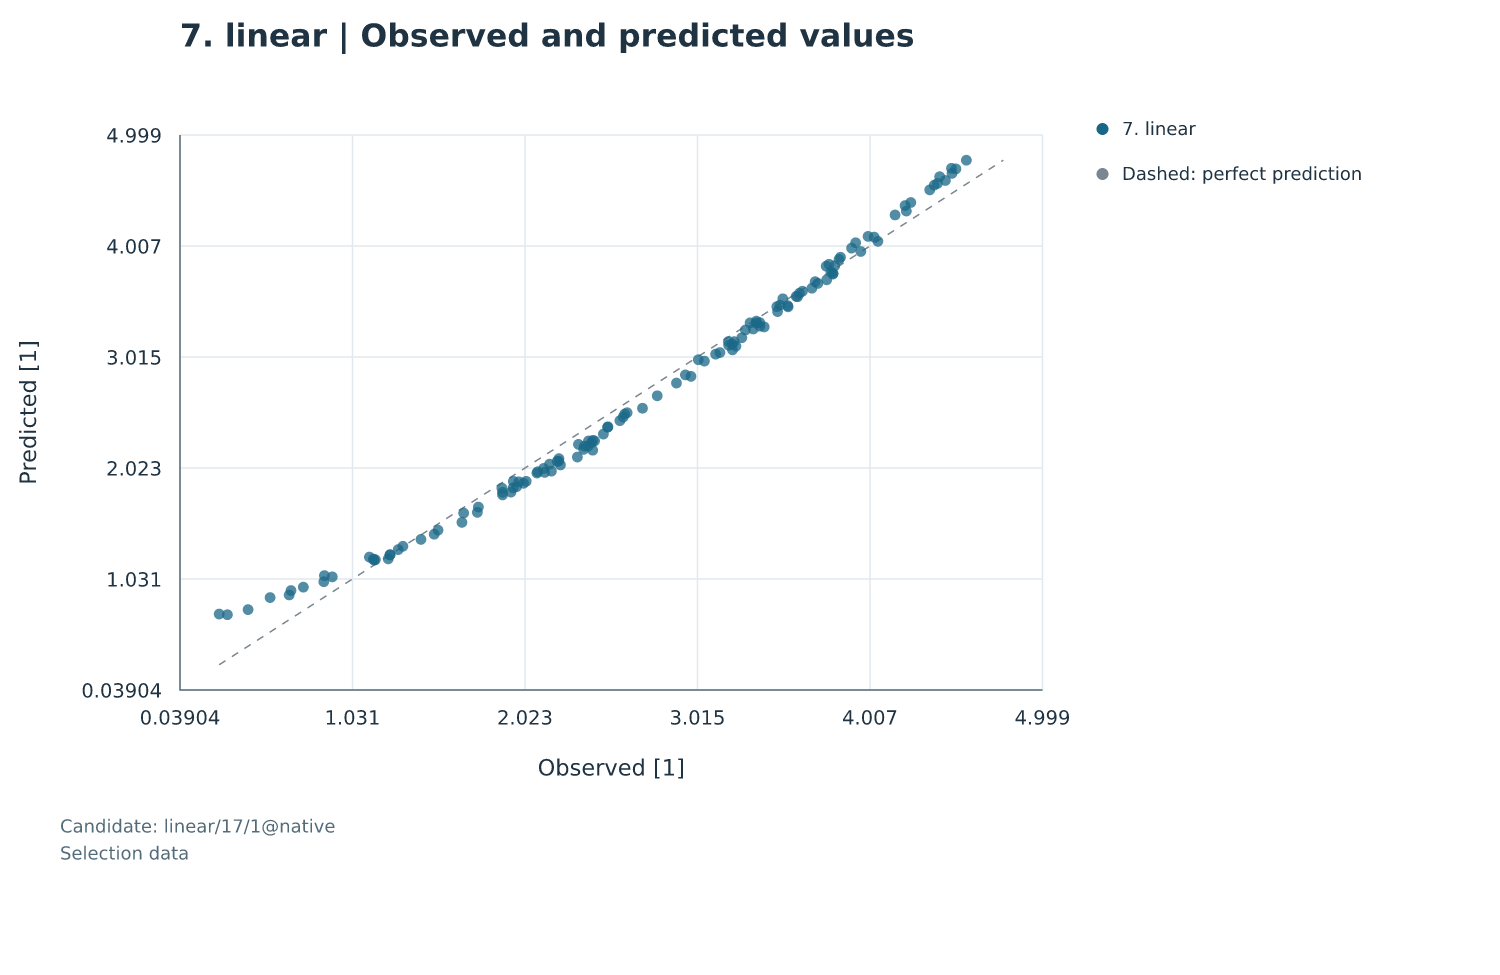 7. linear | Observed and predicted values
7. linear
Dashed: perfect prediction
4.999
4.007
3.015
2.023
1.031
0.03904
Predicted [1]
0.03904
1.031
2.023
3.015
4.007
4.999
Observed [1]
Candidate: linear/17/1@native
Selection data